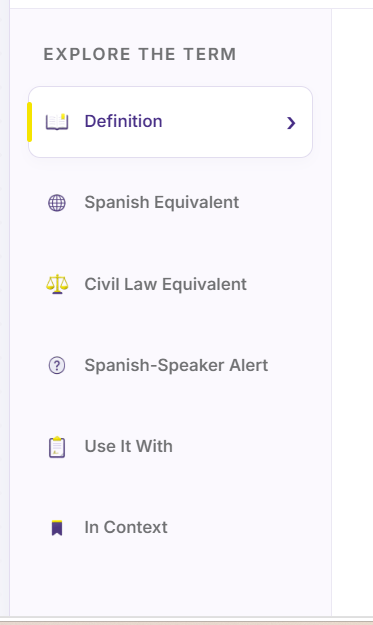 EXPLORE THE TERM
Definition
Spanish Equivalent
Civil Law Equivalent
Spanish-Speaker Alert
Use It With
In Context